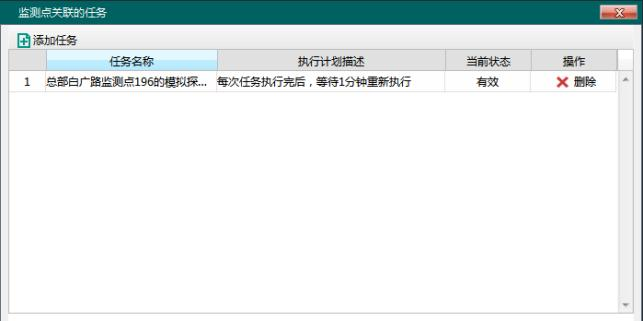 监测点关联的任务
添加任务
任务名称 执行计划描述 当前状态 操作
1 总部白广路监测点196的模拟探... 每次任务执行完后，等待1分钟重新执行 有效 删除